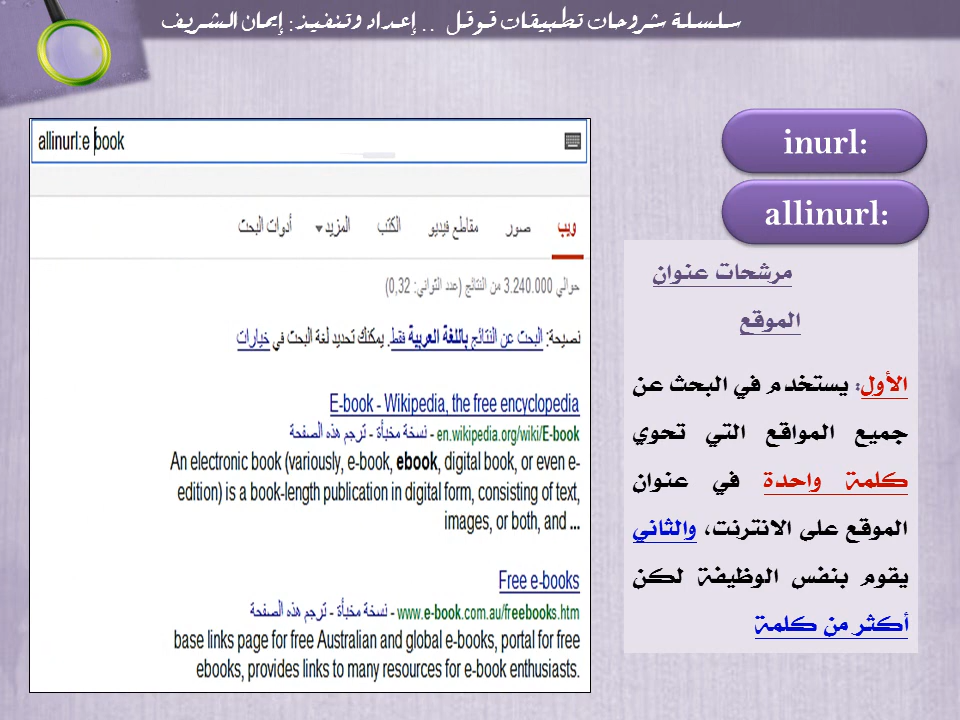 سلسلة شروحات تطبيقات قوقل .. إعداد وتنفيذ: إيمان الشريف
inurl:
allinurl:
مرشحات عنوان
الموقع
الأول: يستخدم في البحث عن
جميع المواقع التي تحوي
كلمة واحدة في عنوان
الموقع على الانترنت، والثاني
يقوم بنفس الوظيفة لكن
أكثر من كلمة
allinurl:e book
ويب صور مقاطع فيديو الكتب المزيد أدوات البحث
حوالي 3.240.000 من النتائج (عدد الثواني: 0,32)
نصيحة: البحث عن النتائج باللغة العربية فقط. يمكنك تحديد لغة البحث في خيارات
E-book - Wikipedia, the free encyclopedia
en.wikipedia.org/wiki/E-book - نسخة مخبأة - ترجم هذه الصفحة
An electronic book (variously, e-book, ebook, digital book, or even e-
edition) is a book-length publication in digital form, consisting of text,
images, or both, and ...
Free e-books
www.e-book.com.au/freebooks.htm - نسخة مخبأة - ترجم هذه الصفحة
base links page for free Australian and global e-books, portal for free
ebooks, provides links to many resources for e-book enthusiasts.